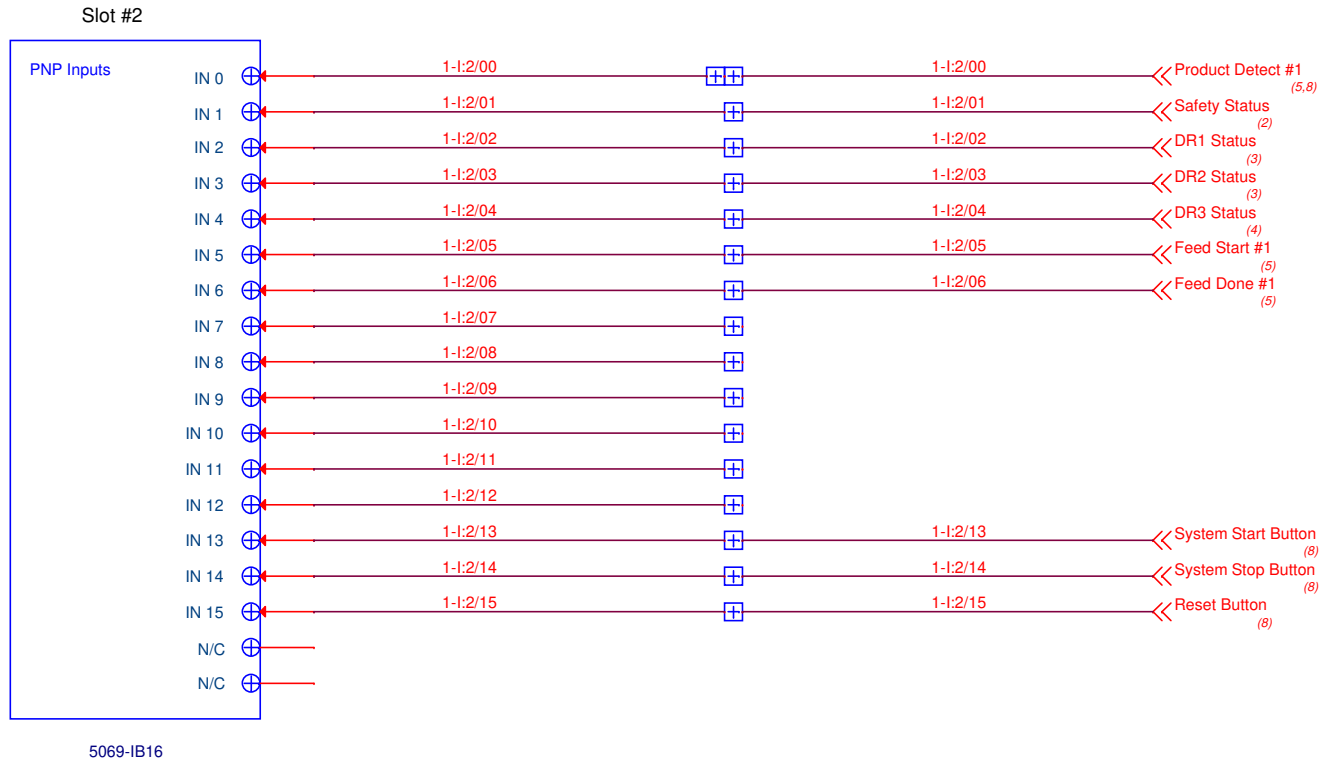 Slot #2
PNP Inputs
IN 0 1-I:2/00 1-I:2/00 Product Detect #1
(5,8)
IN 1 1-I:2/01 1-I:2/01 Safety Status
(2)
IN 2 1-I:2/02 1-I:2/02 DR1 Status
(3)
IN 3 1-I:2/03 1-I:2/03 DR2 Status
(3)
IN 4 1-I:2/04 1-I:2/04 DR3 Status
(4)
IN 5 1-I:2/05 1-I:2/05 Feed Start #1
(5)
IN 6 1-I:2/06 1-I:2/06 Feed Done #1
(5)
IN 7 1-I:2/07
IN 8 1-I:2/08
IN 9 1-I:2/09
IN 10 1-I:2/10
IN 11 1-I:2/11
IN 12 1-I:2/12
IN 13 1-I:2/13 1-I:2/13 System Start Button
(8)
IN 14 1-I:2/14 1-I:2/14 System Stop Button
(8)
IN 15 1-I:2/15 1-I:2/15 Reset Button
(8)
N/C
N/C
5069-IB16